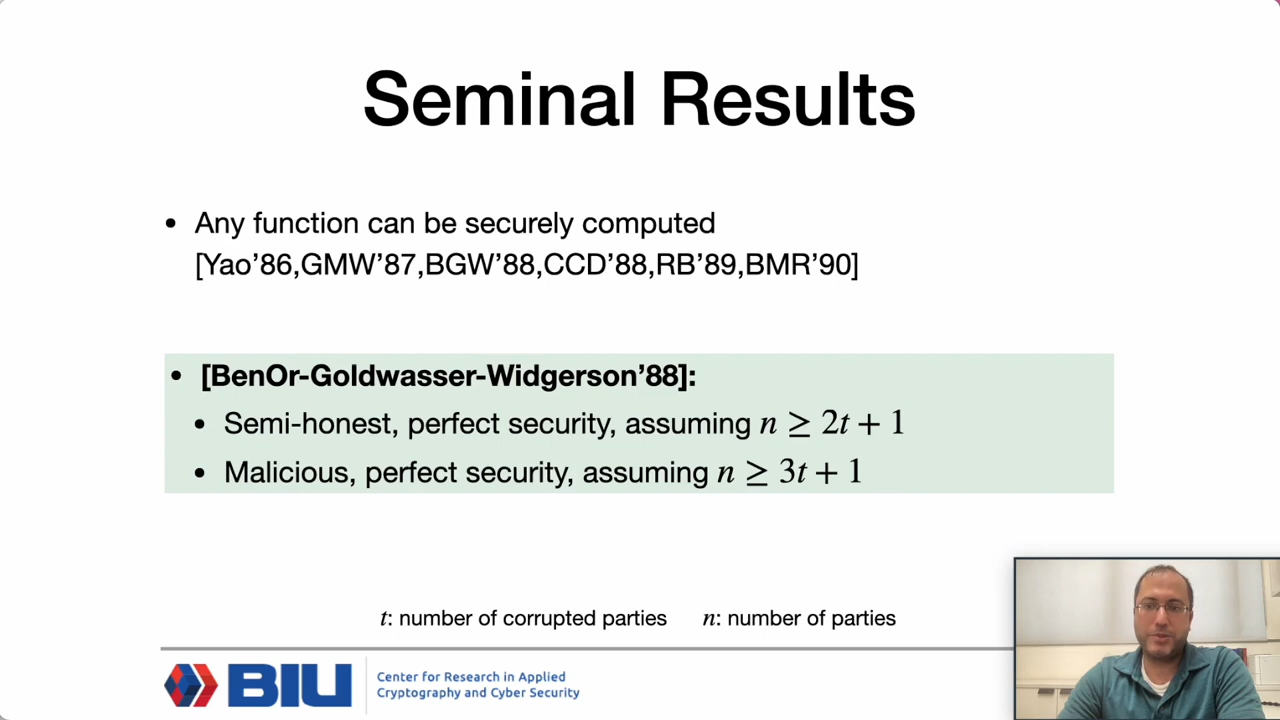 Seminal Results
• Any function can be securely computed
[Yao’86,GMW’87,BGW’88,CCD’88,RB’89,BMR’90]
• [BenOr-Goldwasser-Widgerson’88]:
• Semi-honest, perfect security, assuming n ≥ 2t + 1
• Malicious, perfect security, assuming n ≥ 3t + 1
t: number of corrupted parties n: number of parties
BIU
Center for Research in Applied
Cryptography and Cyber Security